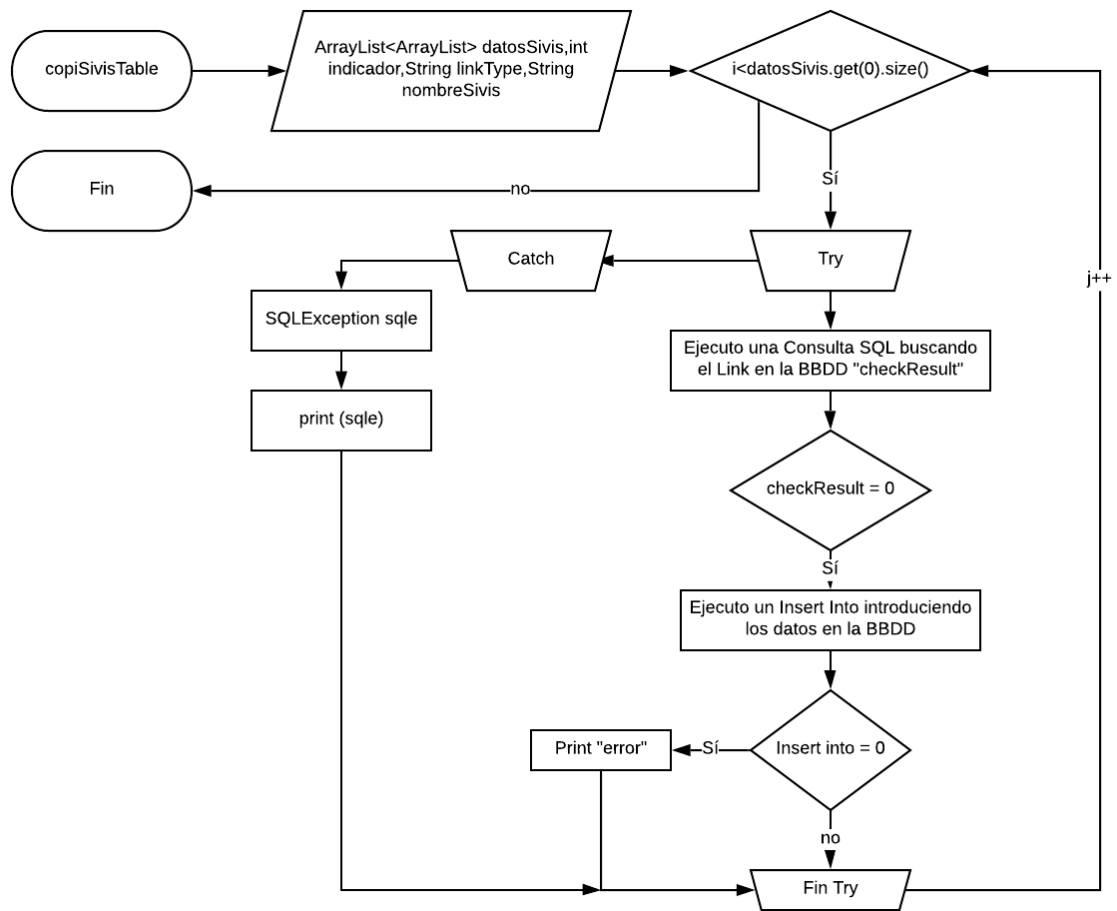 copiSivisTable
ArrayList<ArrayList> datosSivis,int
indicador,String linkType,String
nombreSivis
i<datosSivis.get(0).size()
Fin
no
Sí
Catch
Try
j++
SQLException sqle
Ejecuto una Consulta SQL buscando
el Link en la BBDD "checkResult"
print (sqle)
checkResult = 0
Sí
Ejecuto un Insert Into introduciendo
los datos en la BBDD
Print "error"
Sí
Insert into = 0
no
Fin Try